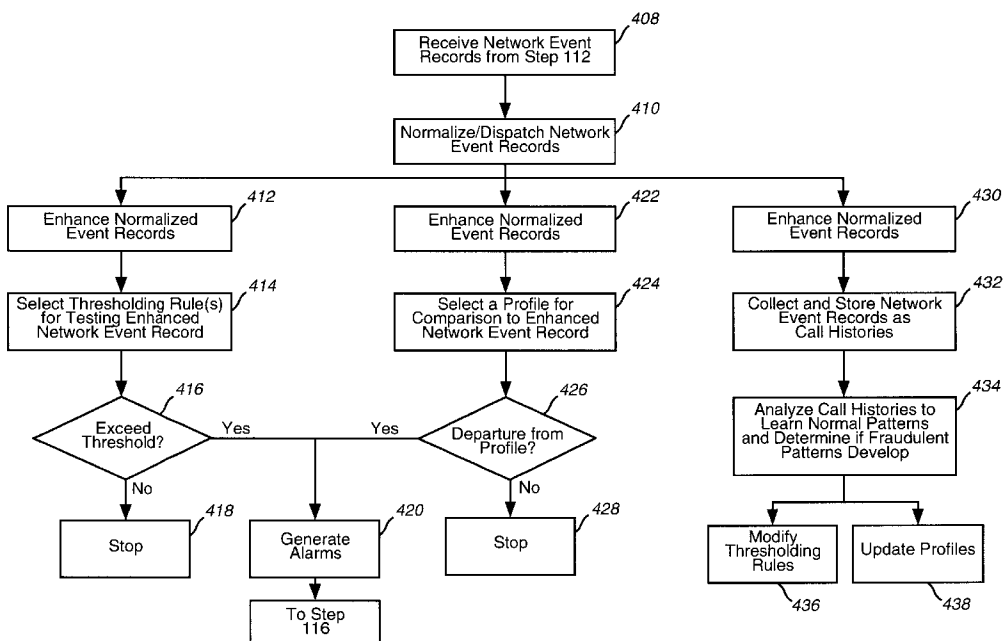 408
Receive Network Event
Records from Step 112
410
Normalize/Dispatch Network
Event Records
412
Enhance Normalized
Event Records
422
Enhance Normalized
Event Records
430
Enhance Normalized
Event Records
414
Select Thresholding Rule(s)
for Testing Enhanced
Network Event Record
424
Select a Profile for
Comparison to Enhanced
Network Event Record
432
Collect and Store Network
Event Records as
Call Histories
416
Exceed
Threshold?
Yes
Yes
426
Departure from
Profile?
434
Analyze Call Histories to
Learn Normal Patterns
and Determine if Fraudulent
Patterns Develop
No
No
418
Stop
420
Generate
Alarms
428
Stop
Modify
Thresholding
Rules
436
Update Profiles
438
To Step
116